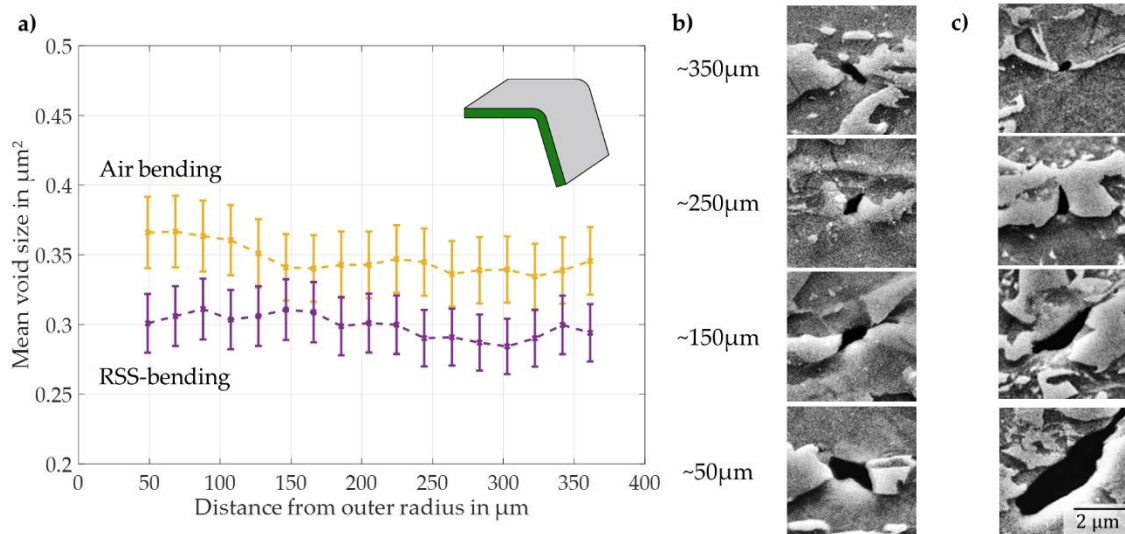 a)
Mean void size in µm²
0.5
0.45
0.4
0.35
0.3
0.25
0.2
Air bending
RSS-bending
0 50 100 150 200 250 300 350 400
Distance from outer radius in µm
b)
~350µm
~250µm
~150µm
~50µm
c)
2 µm